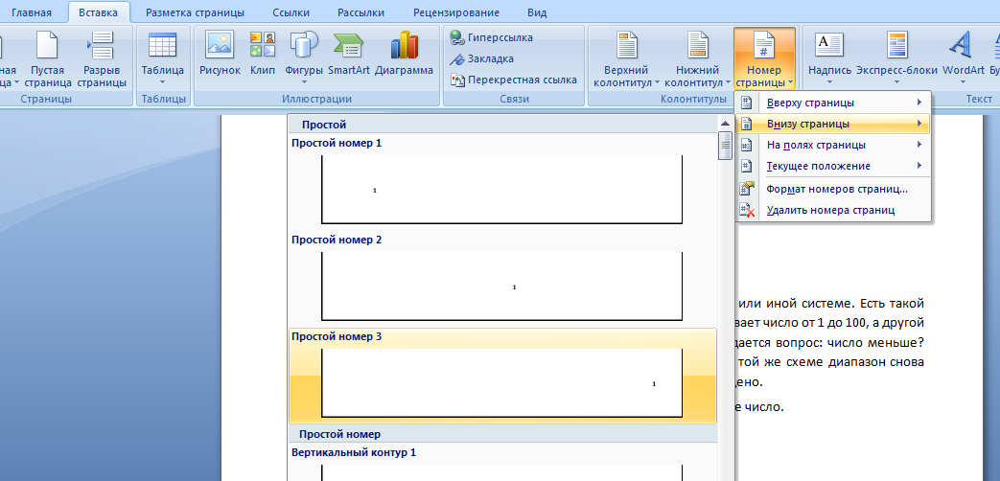 Главная Вставка Разметка страницы Ссылки Рассылки Рецензирование Вид
Пустая страница
Разрыв страницы
Страницы
Таблица
Таблицы
Рисунок Клип Фигуры SmartArt Диаграмма
Иллюстрации
Гиперссылка
Закладка
Перекрестная ссылка
Связи
Верхний колонтитул
Нижний колонтитул
Номер страницы
Колонтитулы
Надпись Экспресс-блоки WordArt
Текст
Вверху страницы
Внизу страницы
На полях страницы
Текущее положение
Формат номеров страниц...
Удалить номера страниц
Простой
Простой номер 1
1
Простой номер 2
1
Простой номер 3
1
Простой номер
Вертикальный контур 1
или иной системе. Есть такой
вает число от 1 до 100, а другой
дается вопрос: число меньше?
той же схеме диапазон снова
дено.
е число.